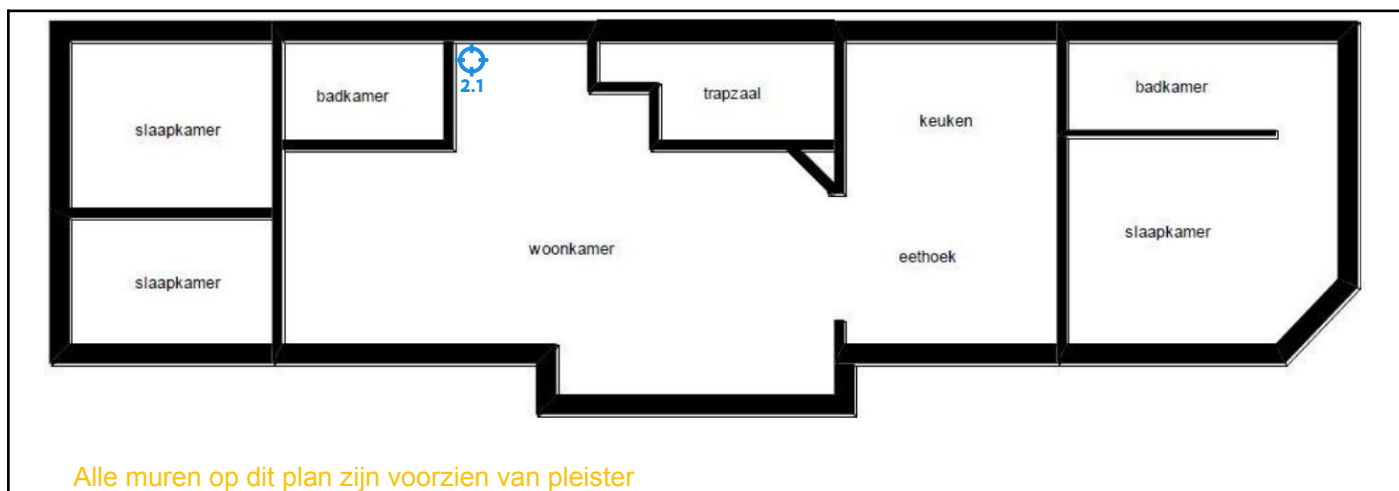 badkamer
2.1
trapzaal
badkamer
slaapkamer
keuken
woonkamer
eethoek
slaapkamer
slaapkamer
Alle muren op dit plan zijn voorzien van pleister